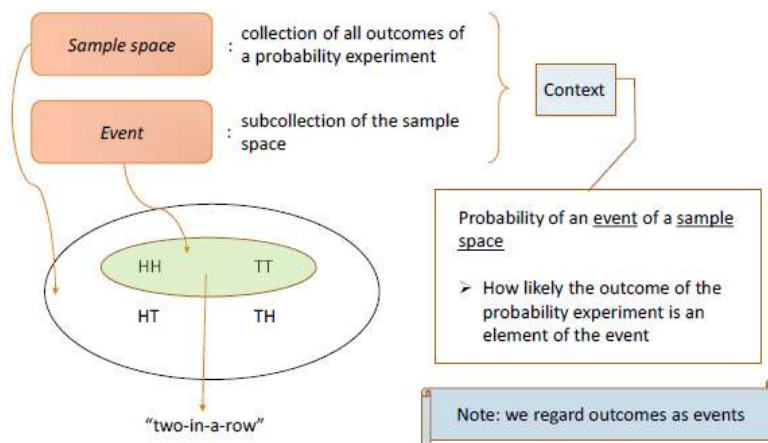 Sample space
: collection of all outcomes of
a probability experiment
Event
: subcollection of the sample
space
Context
Probability of an event of a sample
space
➤ How likely the outcome of the
probability experiment is an
element of the event
HH TT
HT TH
"two-in-a-row"
Note: we regard outcomes as events